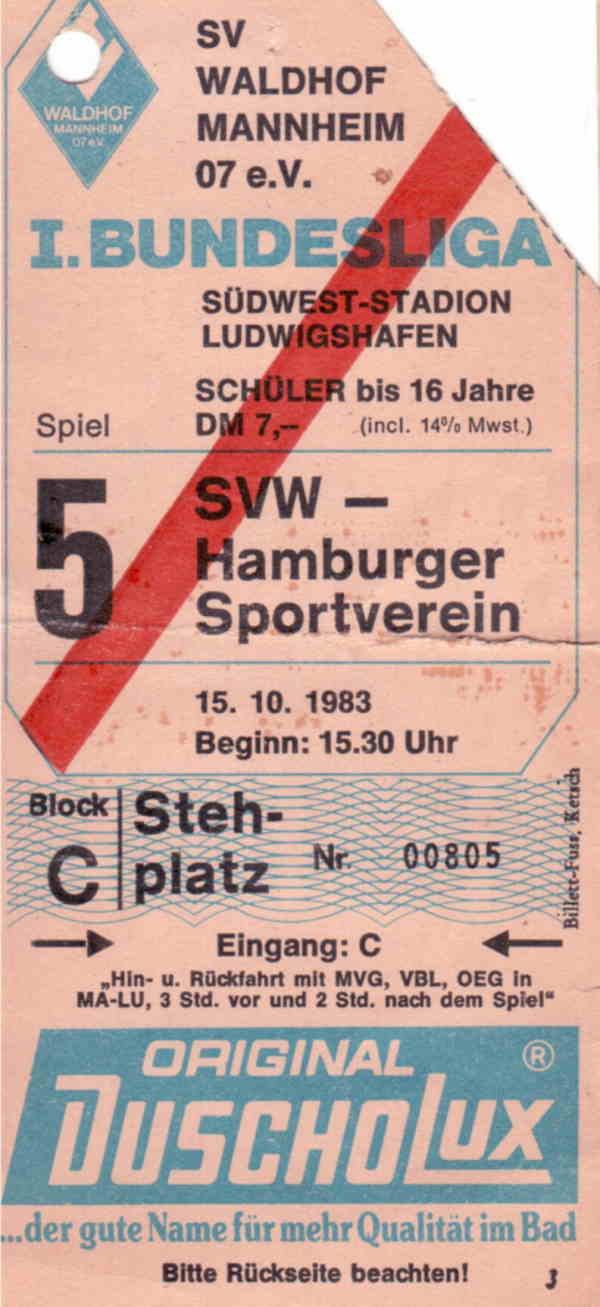 WALDHOF
MANNHEIM
07 e.V.
SV
WALDHOF
MANNHEIM
07 e.V.
I. BUNDESLIGA
SÜDWEST-STADION
LUDWIGSHAFEN
SCHÜLER bis 16 Jahre
Spiel DM 7,– (incl. 14% Mwst.)
5 SVW –
Hamburger
Sportverein
15. 10. 1983
Beginn: 15.30 Uhr
Block Steh-
C platz Nr. 00805
Billett-Fuss, Ketsch
Eingang: C
„Hin- u. Rückfahrt mit MVG, VBL, OEG in
MA-LU, 3 Std. vor und 2 Std. nach dem Spiel“
ORIGINAL ®
DUSCHOLUX
...der gute Name für mehr Qualität im Bad
Bitte Rückseite beachten! 3